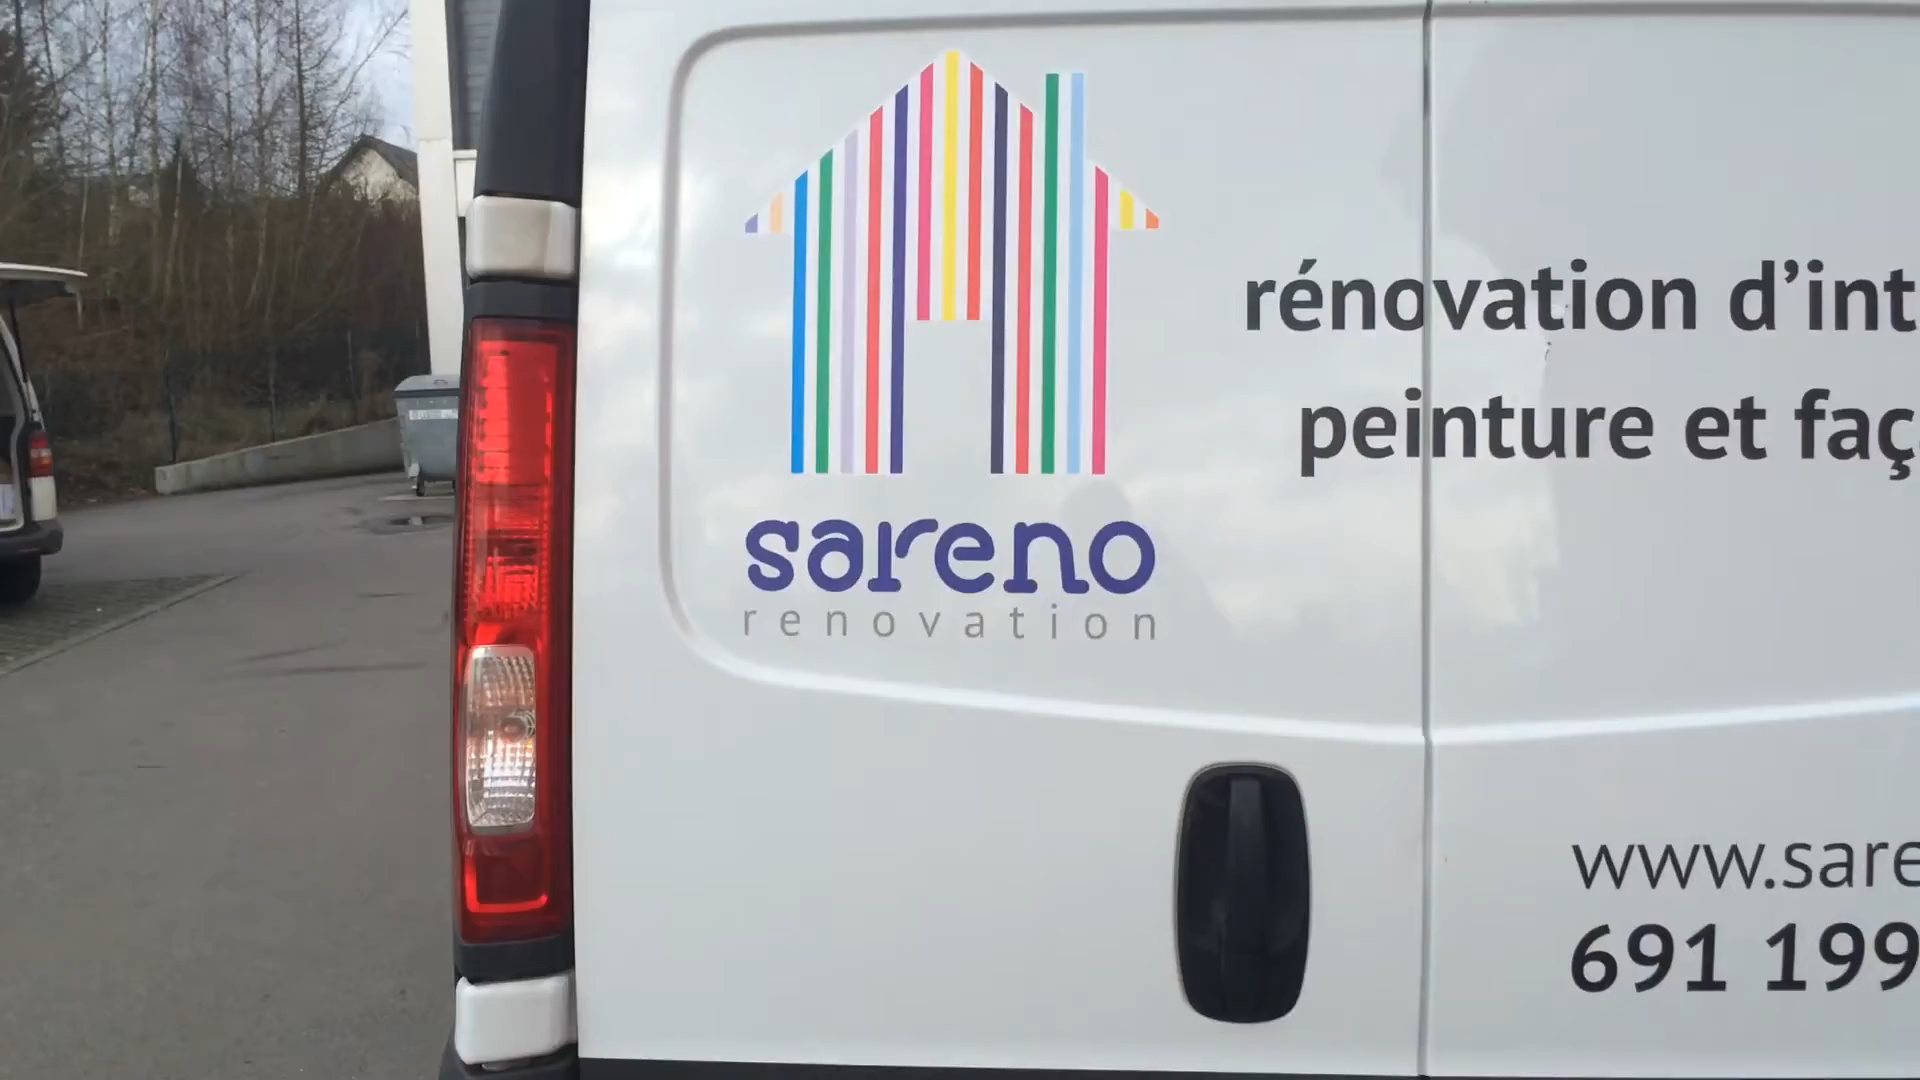 rénovation d'int
peinture et faç
sareno
renovation
www.sare
691 199